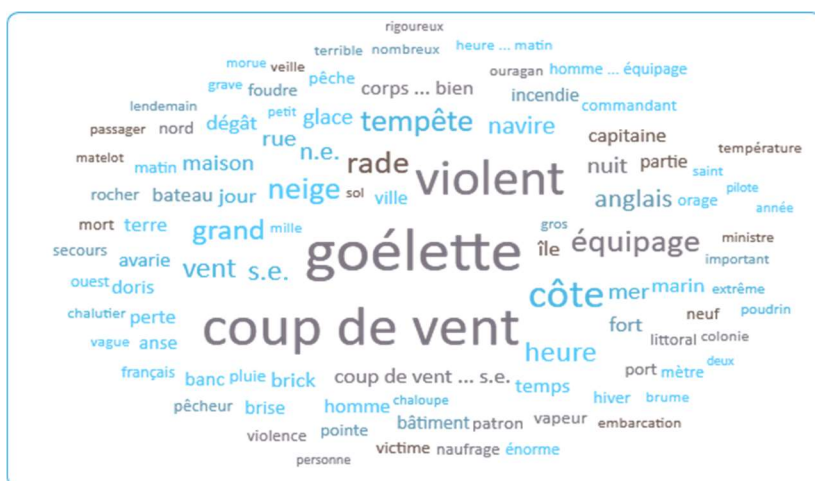 rigoureux
terrible nombreux heure ... matin
morue veille ouragan homme ... équipage
grave foudre pêche corps ... bien incendie
lendemain petit commandant
passager nord dégât glace tempête navire
rue capitaine
matelot n.e. rade nuit partie température
matin maison violent saint
rocher bateau jour neige sol ville anglais orage pilote
année
mort terre grand mille gros équipage ministre
secours goélette île
avarie vent s.e. important
ouest doris côte mer marin extrême
chalutier perte coup de vent fort neuf poudrin
vague anse heure littoral colonie
français banc pluie brick coup de vent ... s.e. temps port mètre deux
pêcheur brise homme chaloupe hiver brume
violence pointe bâtiment patron vapeur embarcation
victime naufrage énorme
personne